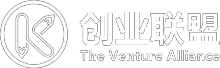 创业联盟
The Venture Alliance